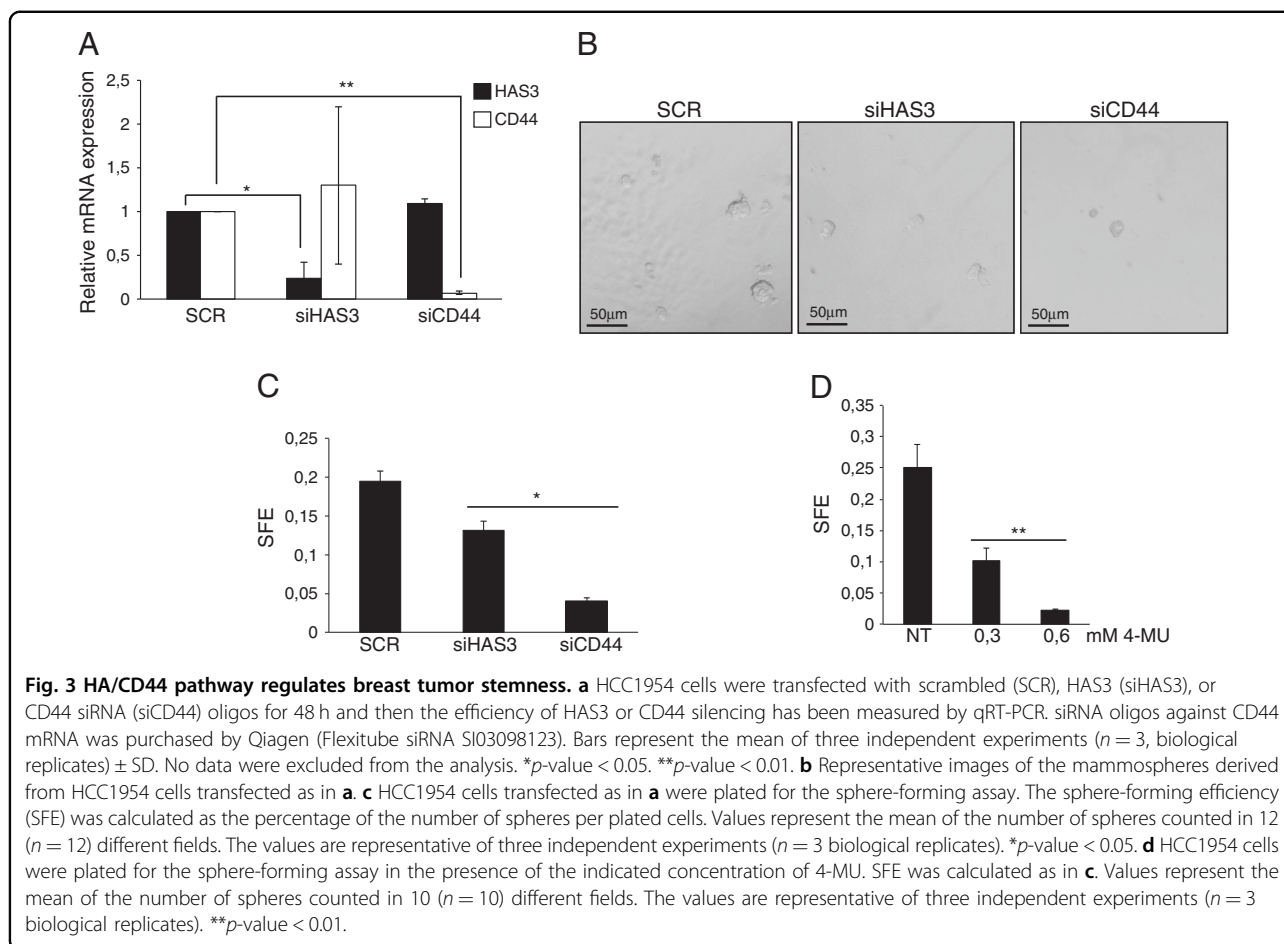 A
Relative mRNA expression
2,5
2
1,5
1
0,5
0
**
*
HAS3
CD44
SCR
siHAS3
siCD44
B
SCR
siHAS3
siCD44
50µm
50µm
50µm
C
SFE
0,25
0,2
0,15
0,1
0,05
0
*
SCR
siHAS3
siCD44
D
SFE
0,35
0,3
0,25
0,2
0,15
0,1
0,05
0
**
NT
0,3
0,6
mM 4-MU
Fig. 3 HA/CD44 pathway regulates breast tumor stemness. a HCC1954 cells were transfected with scrambled (SCR), HAS3 (siHAS3), or
CD44 siRNA (siCD44) oligos for 48 h and then the efficiency of HAS3 or CD44 silencing has been measured by qRT-PCR. siRNA oligos against CD44
mRNA was purchased by Qiagen (Flexitube siRNA SI03098123). Bars represent the mean of three independent experiments (n = 3, biological
replicates) ± SD. No data were excluded from the analysis. *p-value < 0.05. **p-value < 0.01. b Representative images of the mammospheres derived
from HCC1954 cells transfected as in a. c HCC1954 cells transfected as in a were plated for the sphere-forming assay. The sphere-forming efficiency
(SFE) was calculated as the percentage of the number of spheres per plated cells. Values represent the mean of the number of spheres counted in 12
(n = 12) different fields. The values are representative of three independent experiments (n = 3 biological replicates). *p-value < 0.05. d HCC1954 cells
were plated for the sphere-forming assay in the presence of the indicated concentration of 4-MU. SFE was calculated as in c. Values represent the
mean of the number of spheres counted in 10 (n = 10) different fields. The values are representative of three independent experiments (n = 3
biological replicates). **p-value < 0.01.